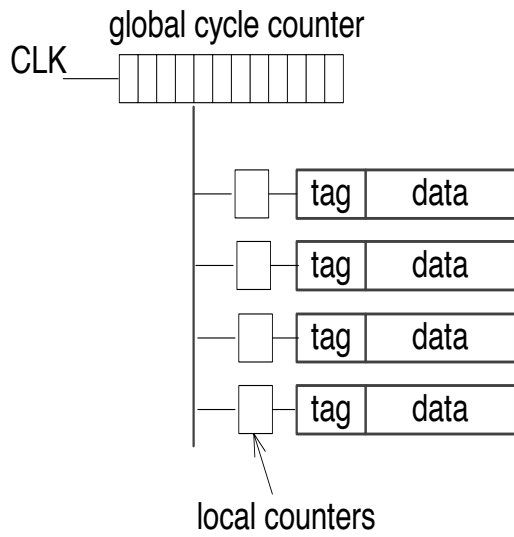 global cycle counter
CLK
tag data
tag data
tag data
tag data
local counters